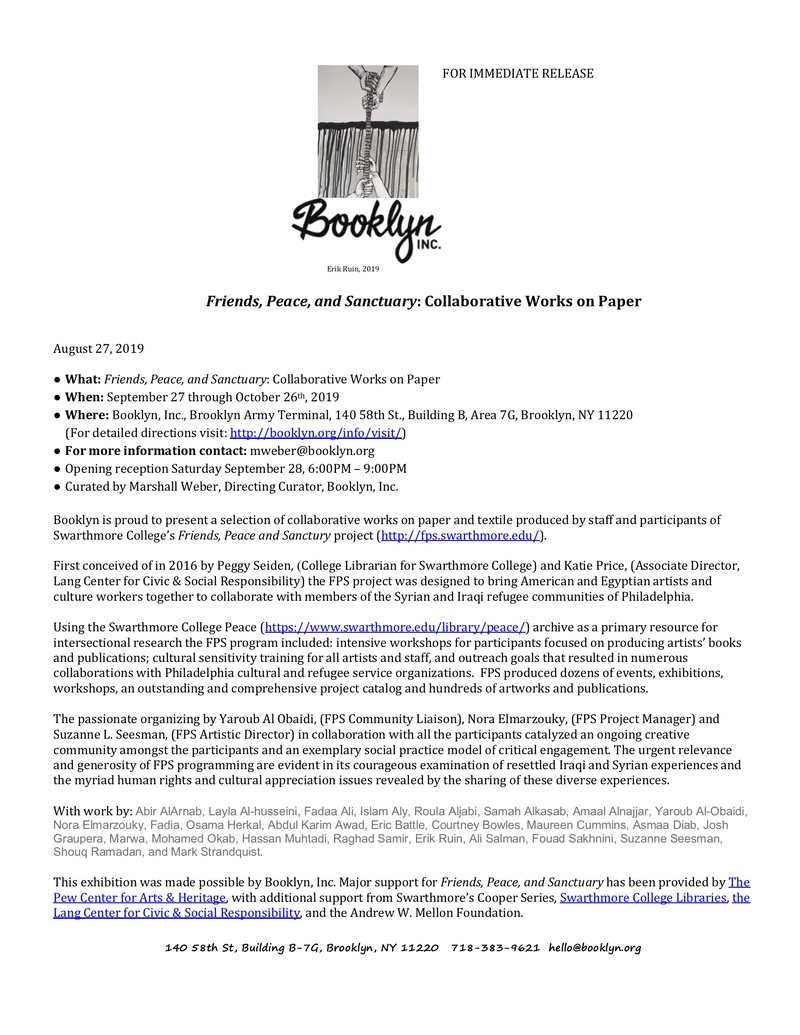 FOR IMMEDIATE RELEASE
Booklyn
INC.
Erik Ruin, 2019
Friends, Peace, and Sanctuary: Collaborative Works on Paper
August 27, 2019
● What: Friends, Peace, and Sanctuary: Collaborative Works on Paper
● When: September 27 through October 26th, 2019
● Where: Booklyn, Inc., Brooklyn Army Terminal, 140 58th St., Building B, Area 7G, Brooklyn, NY 11220
(For detailed directions visit: http://booklyn.org/info/visit/)
● For more information contact: mweber@booklyn.org
● Opening reception Saturday September 28, 6:00PM – 9:00PM
● Curated by Marshall Weber, Directing Curator, Booklyn, Inc.
Booklyn is proud to present a selection of collaborative works on paper and textile produced by staff and participants of
Swarthmore College's Friends, Peace and Sanctury project (http://fps.swarthmore.edu/).
First conceived of in 2016 by Peggy Seiden, (College Librarian for Swarthmore College) and Katie Price, (Associate Director,
Lang Center for Civic & Social Responsibility) the FPS project was designed to bring American and Egyptian artists and
culture workers together to collaborate with members of the Syrian and Iraqi refugee communities of Philadelphia.
Using the Swarthmore College Peace (https://www.swarthmore.edu/library/peace/) archive as a primary resource for
intersectional research the FPS program included: intensive workshops for participants focused on producing artists' books
and publications; cultural sensitivity training for all artists and staff, and outreach goals that resulted in numerous
collaborations with Philadelphia cultural and refugee service organizations.  FPS produced dozens of events, exhibitions,
workshops, an outstanding and comprehensive project catalog and hundreds of artworks and publications.
The passionate organizing by Yaroub Al Obaidi, (FPS Community Liaison), Nora Elmarzouky, (FPS Project Manager) and
Suzanne L. Seesman, (FPS Artistic Director) in collaboration with all the participants catalyzed an ongoing creative
community amongst the participants and an exemplary social practice model of critical engagement. The urgent relevance
and generosity of FPS programming are evident in its courageous examination of resettled Iraqi and Syrian experiences and
the myriad human rights and cultural appreciation issues revealed by the sharing of these diverse experiences.
With work by: Abir AlArnab, Layla Al-husseini, Fadaa Ali, Islam Aly, Roula Aljabi, Samah Alkasab, Amaal Alnajjar, Yaroub Al-Obaidi,
Nora Elmarzouky, Fadia, Osama Herkal, Abdul Karim Awad, Eric Battle, Courtney Bowles, Maureen Cummins, Asmaa Diab, Josh
Graupera, Marwa, Mohamed Okab, Hassan Muhtadi, Raghad Samir, Erik Ruin, Ali Salman, Fouad Sakhnini, Suzanne Seesman,
Shouq Ramadan, and Mark Strandquist.
This exhibition was made possible by Booklyn, Inc. Major support for Friends, Peace, and Sanctuary has been provided by The
Pew Center for Arts & Heritage, with additional support from Swarthmore's Cooper Series, Swarthmore College Libraries, the
Lang Center for Civic & Social Responsibility, and the Andrew W. Mellon Foundation.
140 58th St, Building B-7G, Brooklyn, NY 11220   718-383-9621  hello@booklyn.org